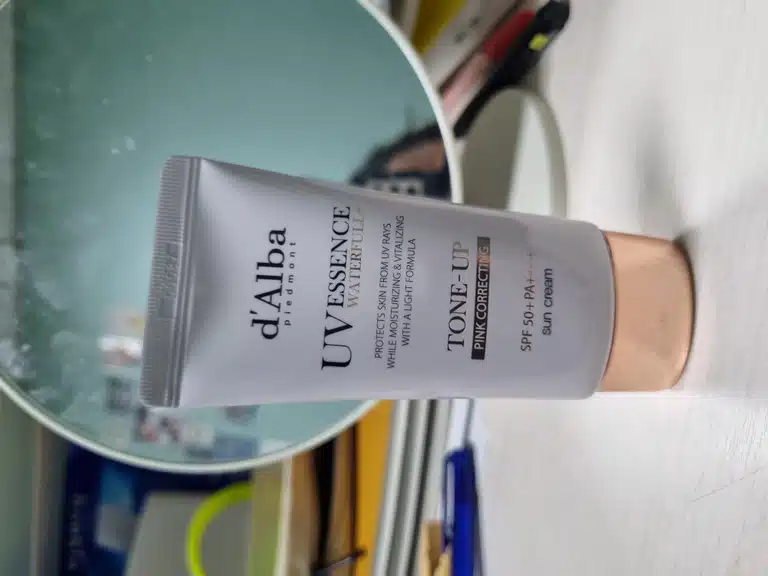 d'Alba
piedmont
UV ESSENCE
WATERFULL
PROTECTS SKIN FROM UV RAYS
WHILE MOISTURIZING & VITALIZING
WITH A LIGHT FORMULA
TONE-UP
PINK CORRECTING
SPF 50+ PA++++
sun cream